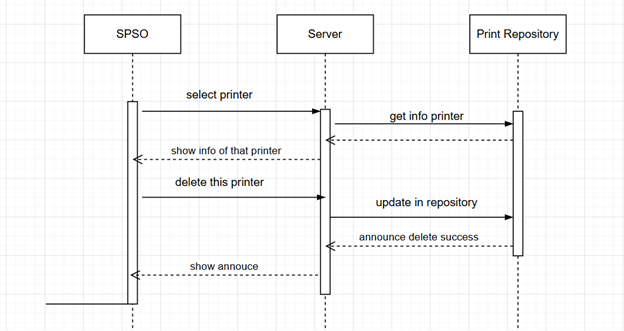 SPSO
Server
Print Repository
select printer
get info printer
show info of that printer
delete this printer
update in repository
announce delete success
show annouce